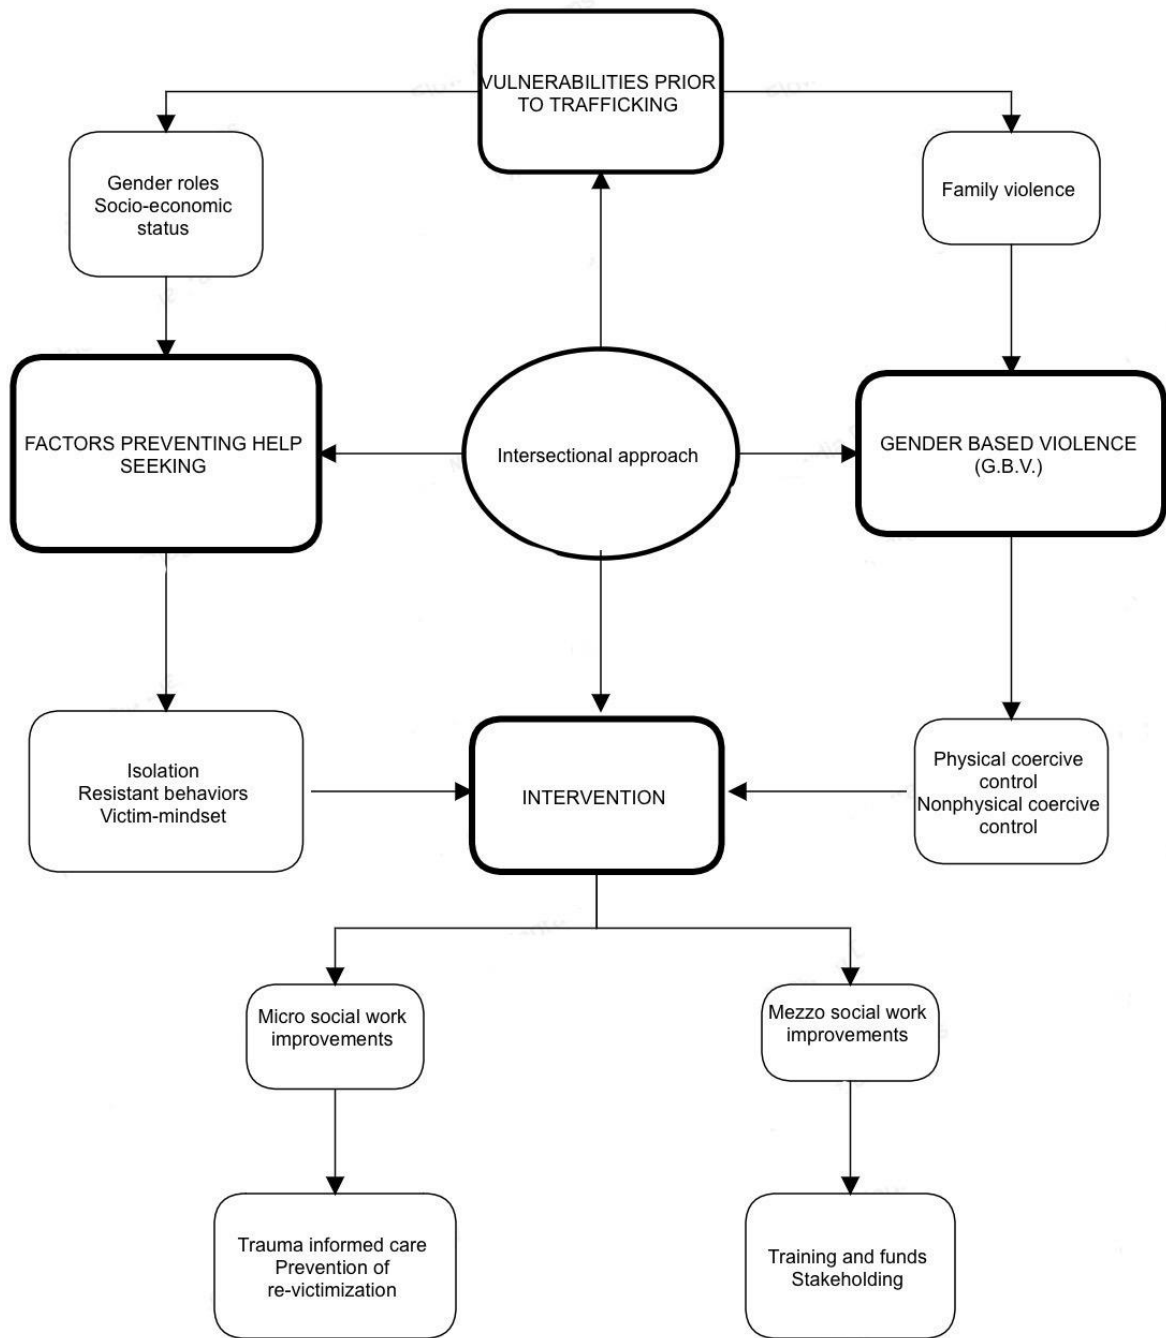 VULNERABILITIES PRIOR
TO TRAFFICKING
Gender roles
Socio-economic
status
Family violence
FACTORS PREVENTING HELP
SEEKING
Intersectional approach
GENDER BASED VIOLENCE
(G.B.V.)
Isolation
Resistant behaviors
Victim-mindset
INTERVENTION
Physical coercive
control
Nonphysical coercive
control
Micro social work
improvements
Mezzo social work
improvements
Trauma informed care
Prevention of
re-victimization
Training and funds
Stakeholding